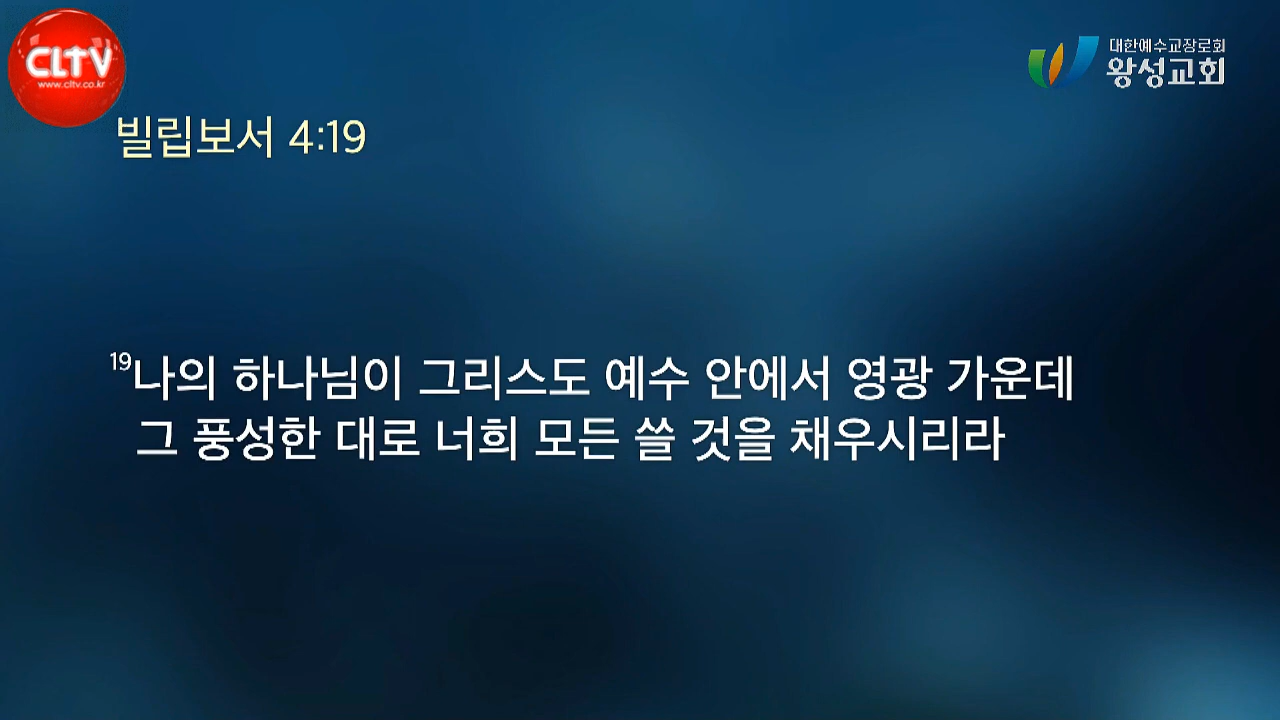 CLTV
www.cltv.co.kr
대한예수교장로회
왕성교회
빌립보서 4:19
19나의 하나님이 그리스도 예수 안에서 영광 가운데
그 풍성한 대로 너희 모든 쓸 것을 채우시리라